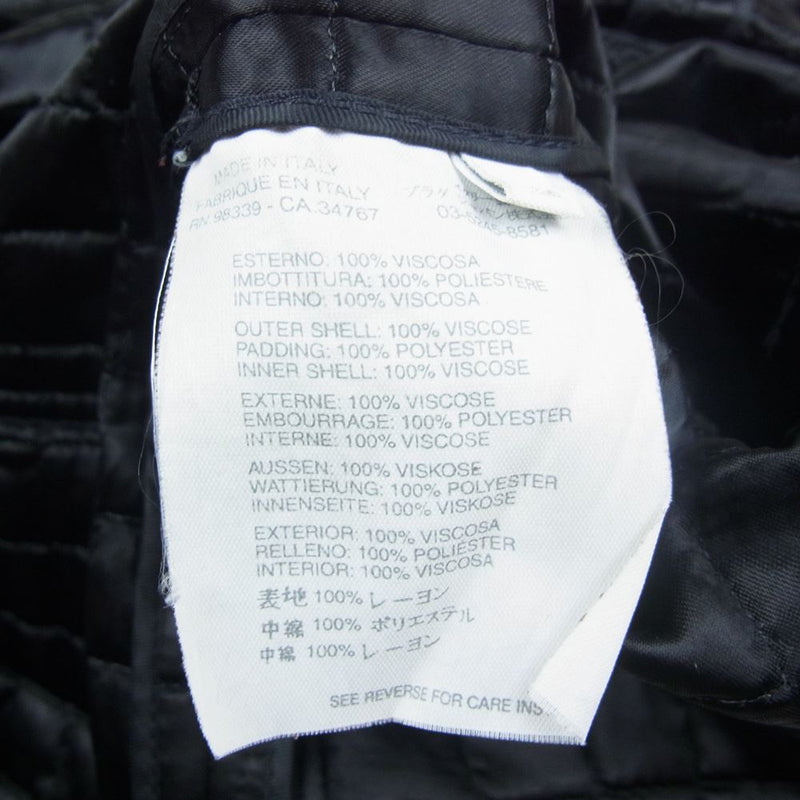 MADE IN ITALY
FABRIQUE EN ITALY
RN. 98339 - CA.34767
プラダ
ESTERNO: 100% VISCOSA
IMBOTTITURA: 100% POLIESTERE
INTERNO: 100% VISCOSA
OUTER SHELL: 100% VISCOSE
PADDING: 100% POLYESTER
INNER SHELL: 100% VISCOSE
EXTERNE: 100% VISCOSE
EMBOURRAGE: 100% POLYESTER
INTERNE: 100% VISCOSE
AUSSEN: 100% VISKOSE
WATTIERUNG: 100% POLYESTER
INNENSEITE: 100% VISKOSE
EXTERIOR: 100% VISCOSA
RELLENO: 100% POLIÉSTER
INTERIOR: 100% VISCOSA
表地 100% レーヨン
中綿 100% ポリエステル
中綿 100% レーヨン
SEE REVERSE FOR CARE INS